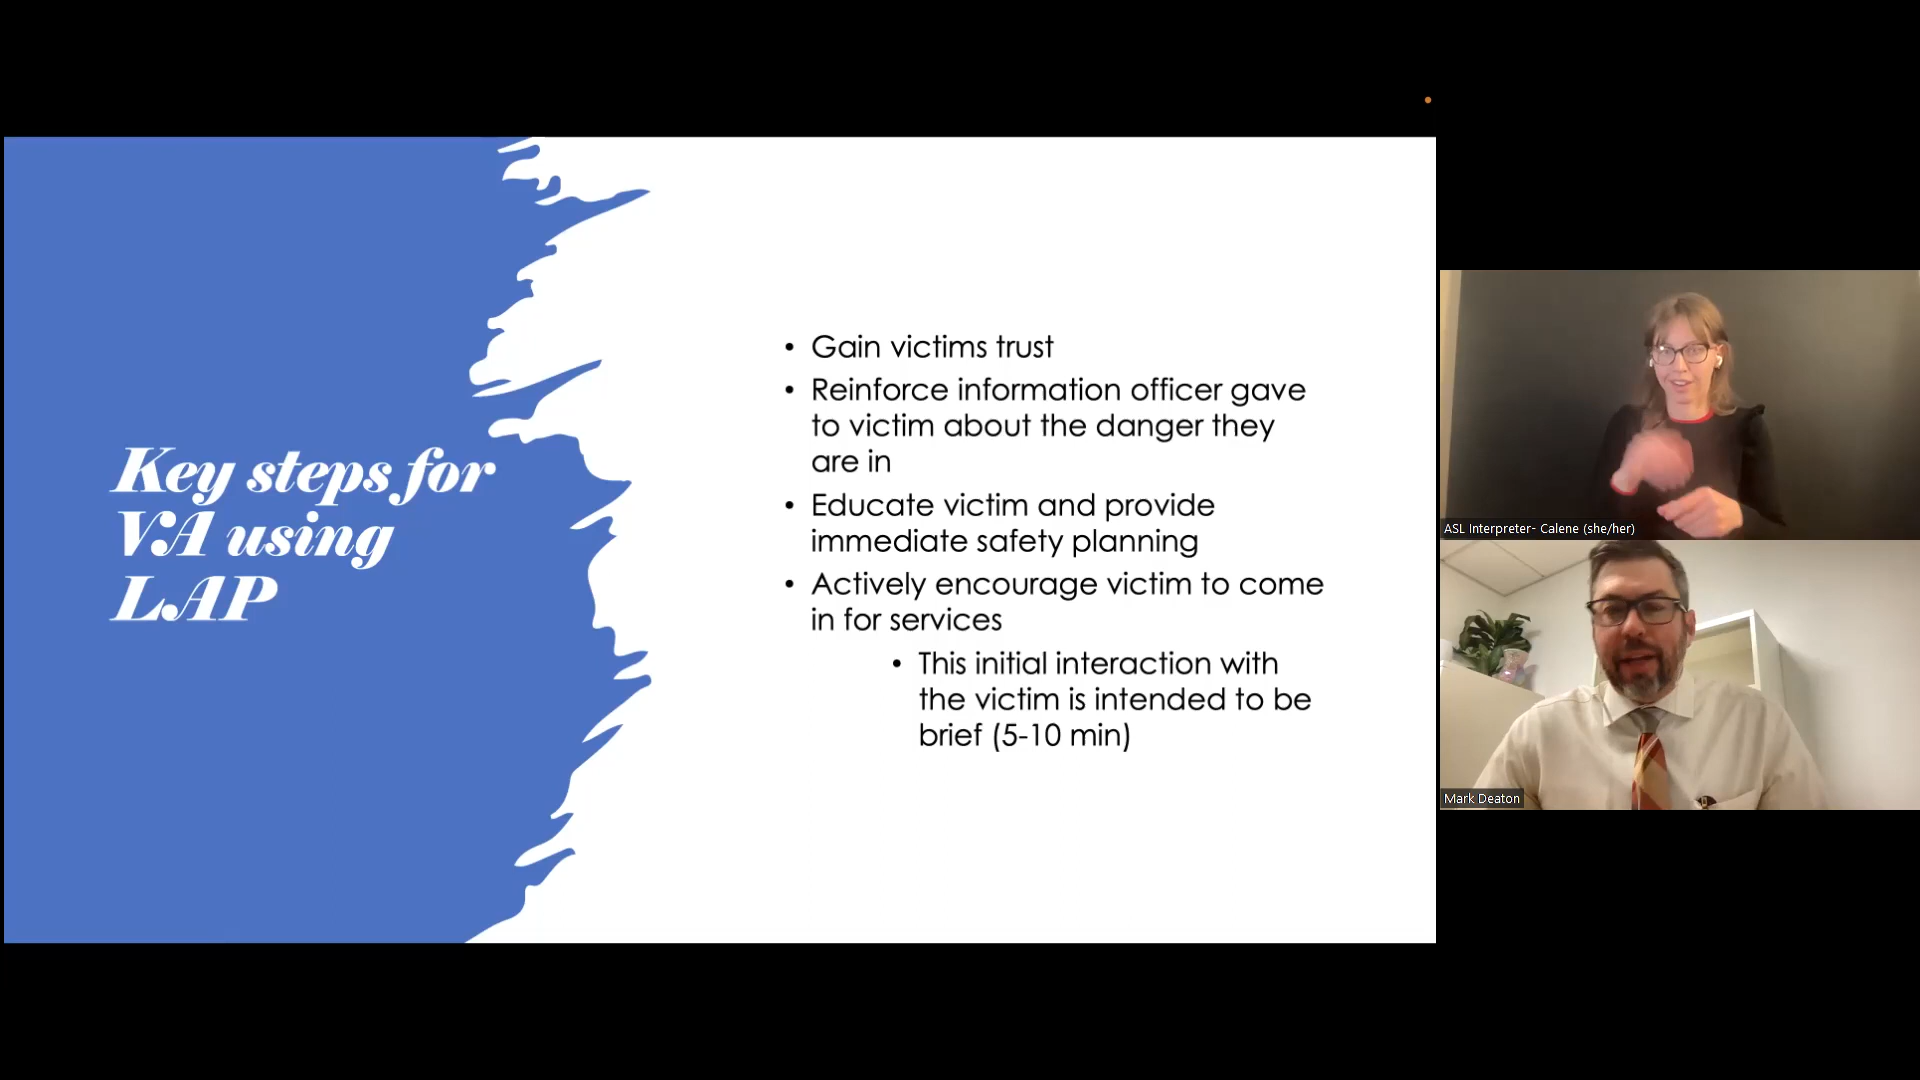 Key steps for
VA using
LAP
• Gain victims trust
• Reinforce information officer gave
to victim about the danger they
are in
• Educate victim and provide
immediate safety planning
• Actively encourage victim to come
in for services
• This initial interaction with
the victim is intended to be
brief (5-10 min)
ASL Interpreter- Calene (she/her)
Mark Deaton